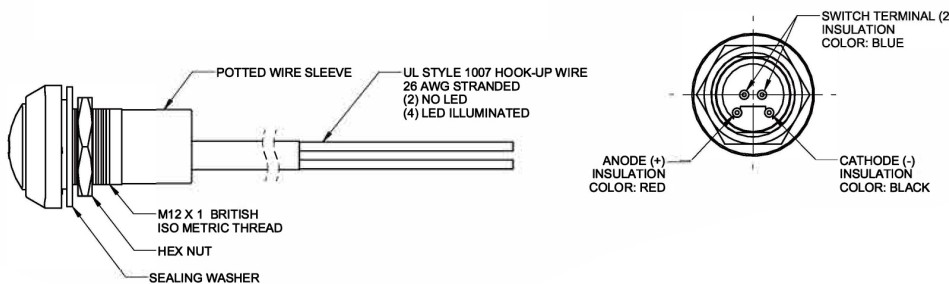 POTTED WIRE SLEEVE
UL STYLE 1007 HOOK-UP WIRE
26 AWG STRANDED
(2) NO LED
(4) LED ILLUMINATED
M12 X 1 BRITISH
ISO METRIC THREAD
HEX NUT
SEALING WASHER
SWITCH TERMINAL (2
INSULATION
COLOR: BLUE
ANODE (+)
INSULATION
COLOR: RED
CATHODE (-)
INSULATION
COLOR: BLACK